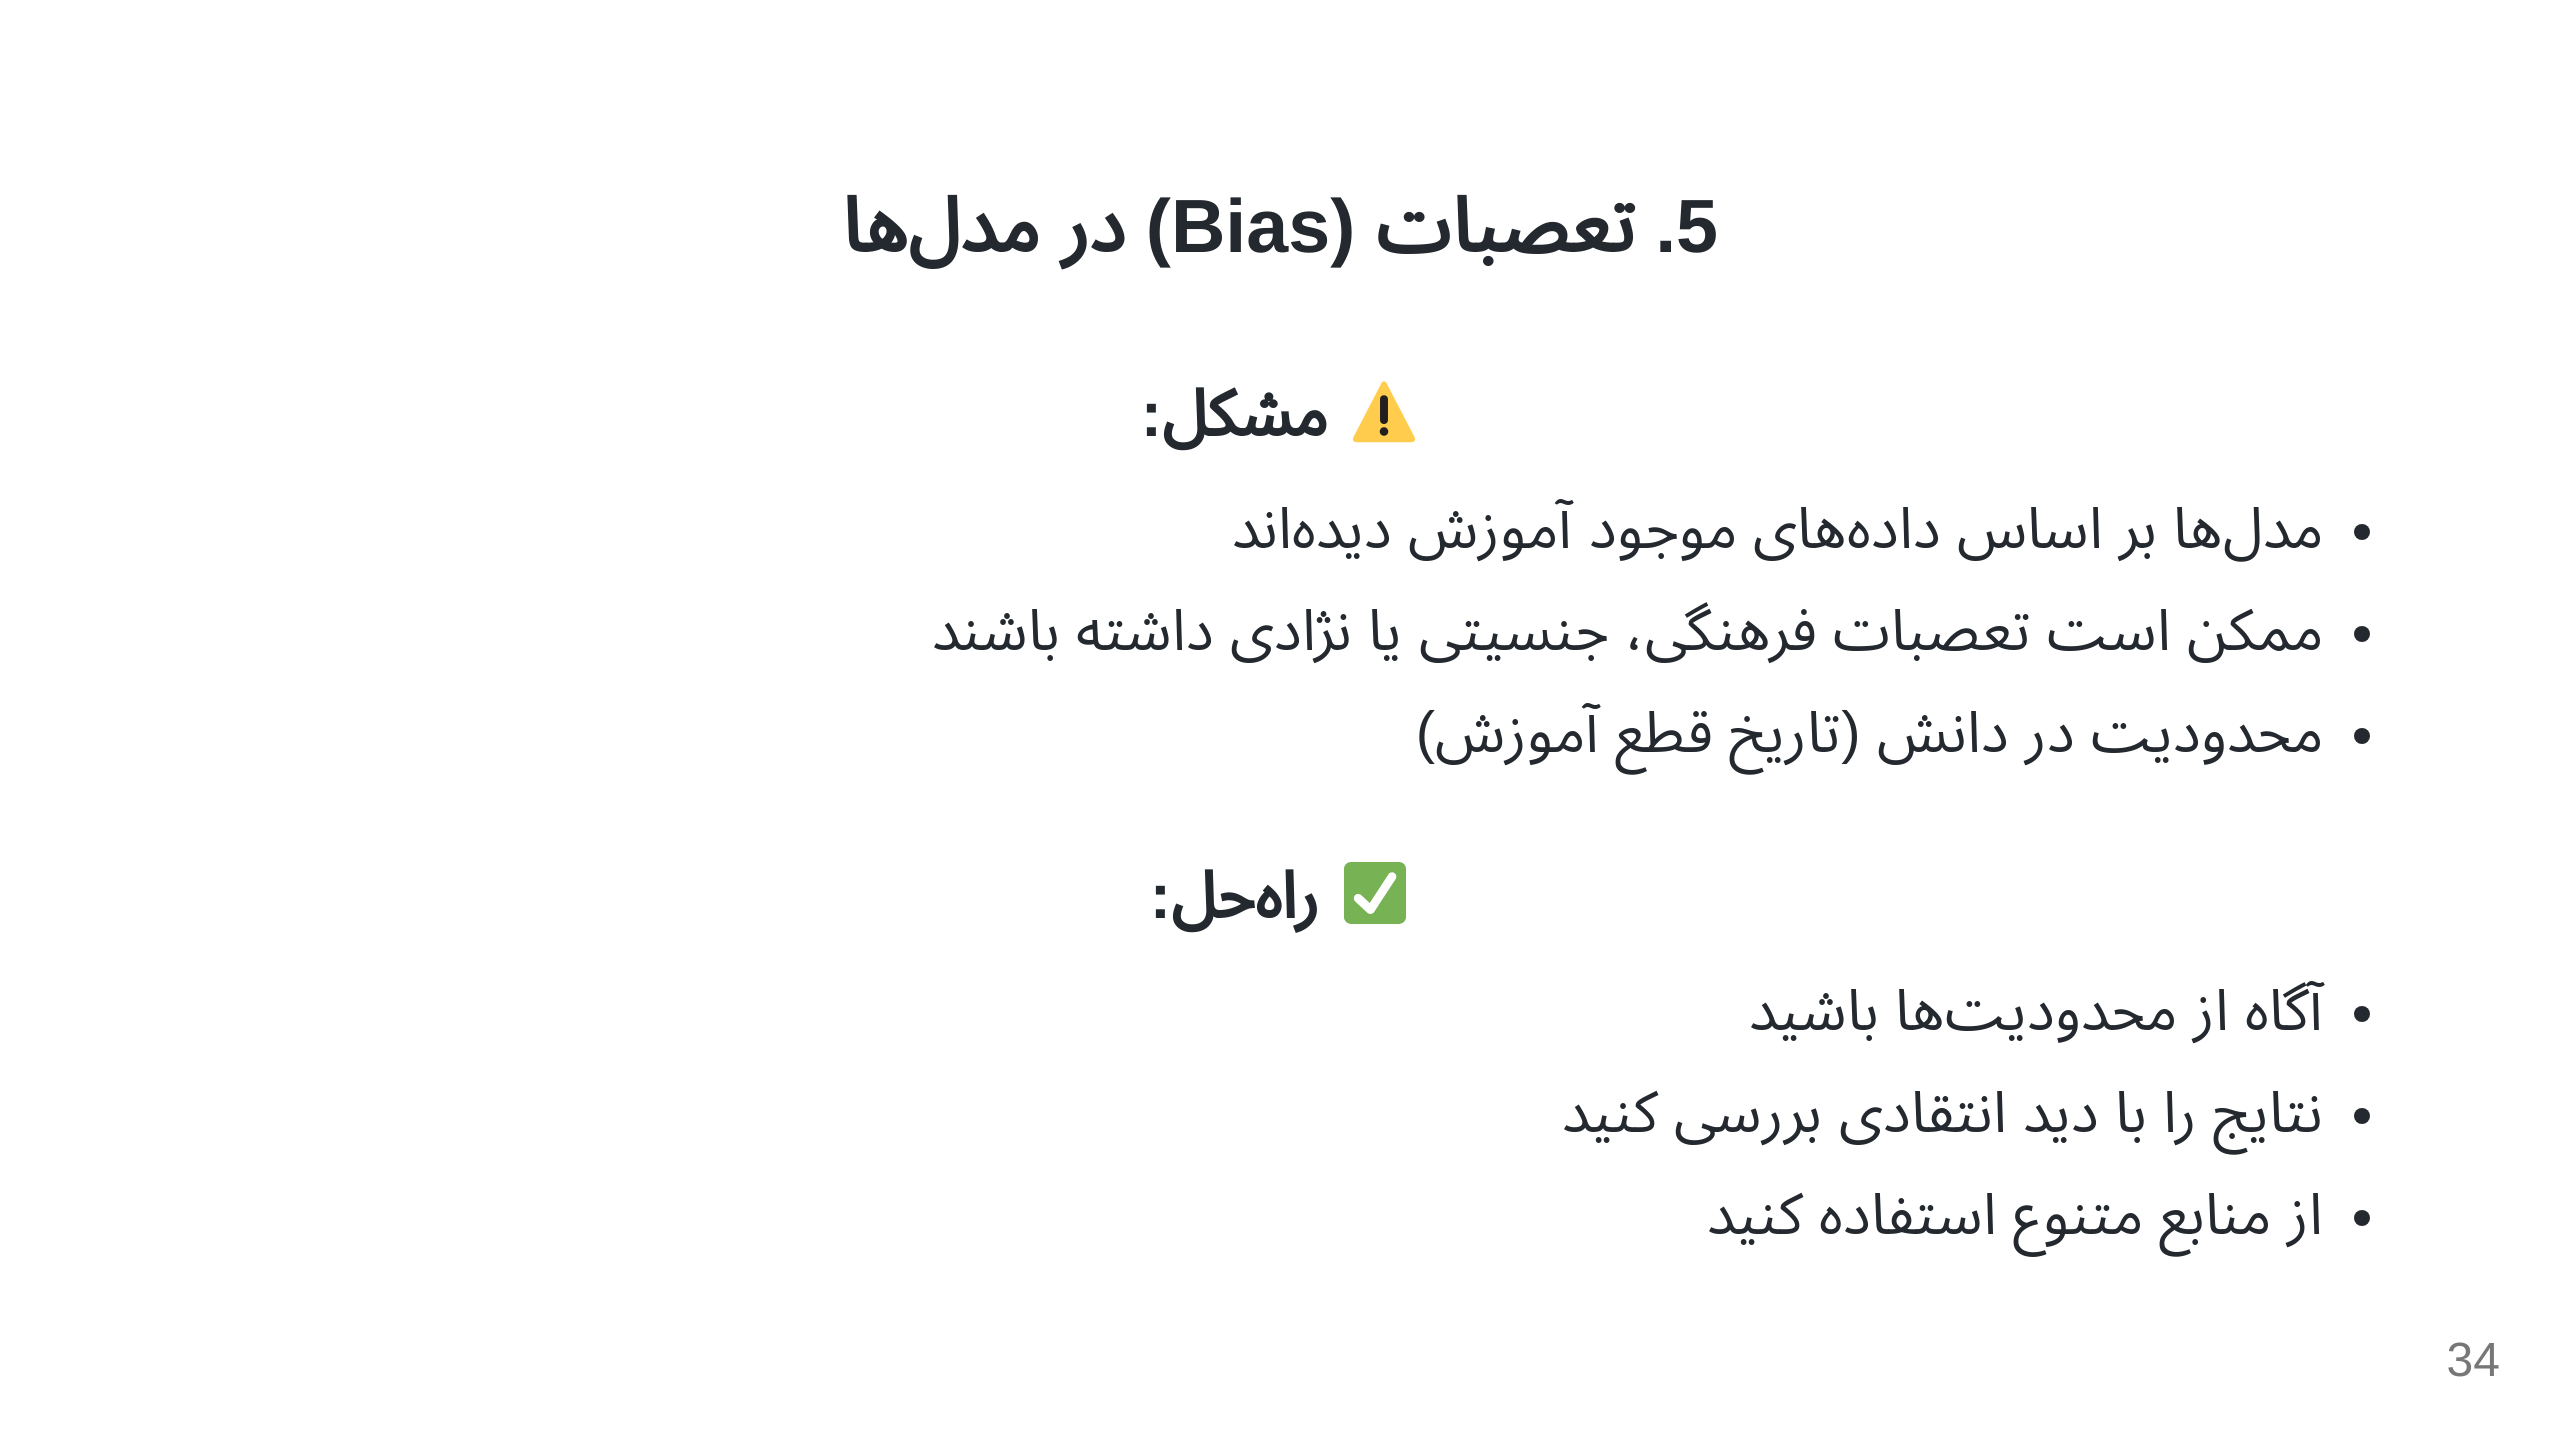 5. تعصبات (Bias) در مدل‌ها
⚠️ مشکل:
• مدل‌ها بر اساس داده‌های موجود آموزش دیده‌اند
• ممکن است تعصبات فرهنگی، جنسیتی یا نژادی داشته باشند
• محدودیت در دانش (تاریخ قطع آموزش)
✅ راه‌حل:
• آگاه از محدودیت‌ها باشید
• نتایج را با دید انتقادی بررسی کنید
• از منابع متنوع استفاده کنید
34